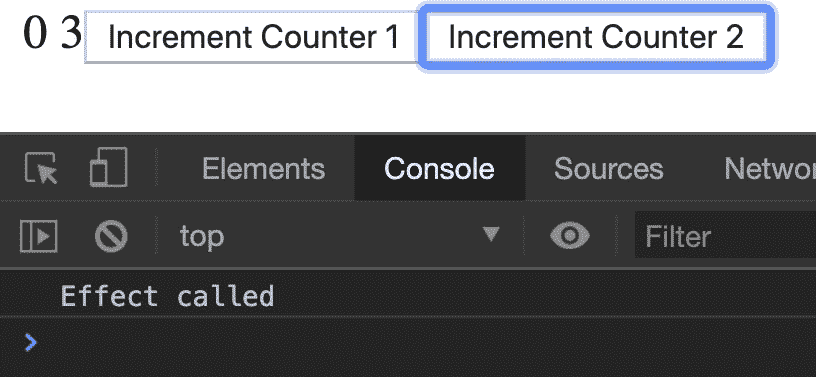 0 3 Increment Counter 1 Increment Counter 2
Elements Console Sources Networ
top Filter
Effect called